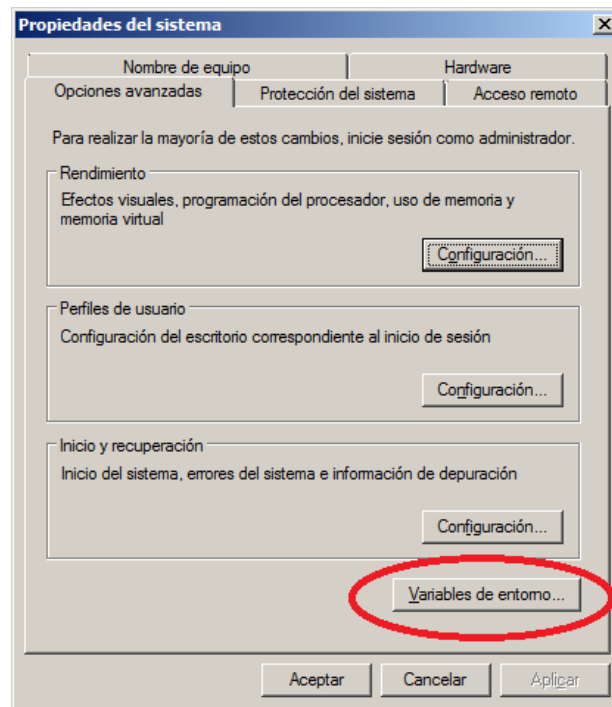 Propiedades del sistema
Nombre de equipo
Hardware
Opciones avanzadas
Protección del sistema
Acceso remoto
Para realizar la mayoría de estos cambios, inicie sesión como administrador.
Rendimiento
Efectos visuales, programación del procesador, uso de memoria y
memoria virtual
Configuración...
Perfiles de usuario
Configuración del escritorio correspondiente al inicio de sesión
Configuración...
Inicio y recuperación
Inicio del sistema, errores del sistema e información de depuración
Configuración...
Variables de entorno...
Aceptar
Cancelar
Aplicar